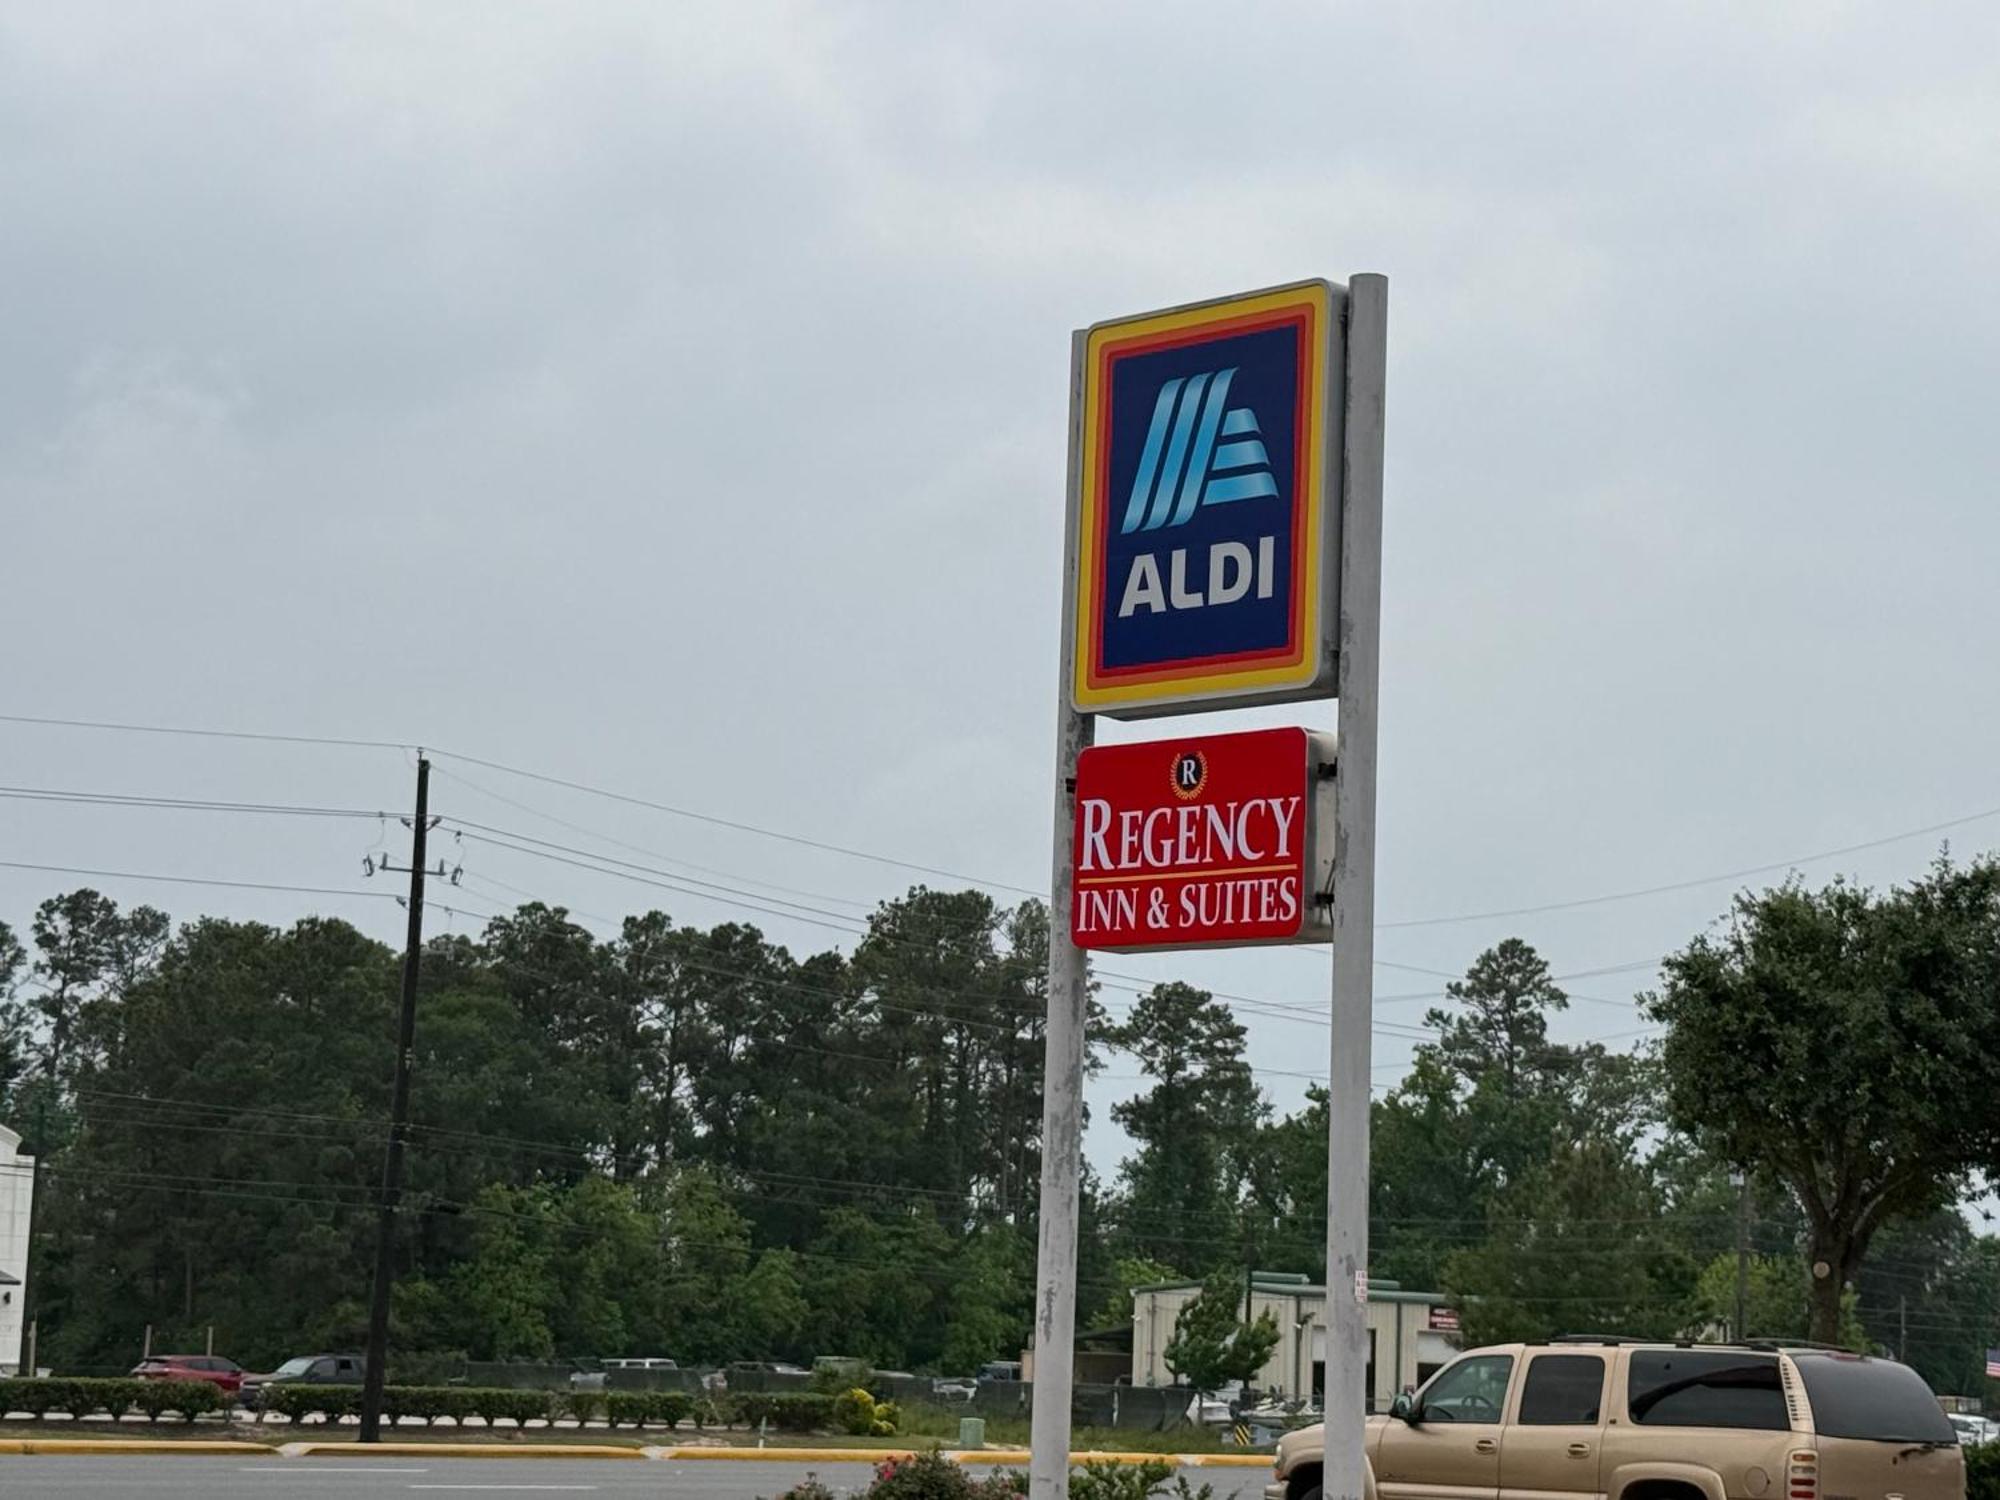 ALDI
R
REGENCY
INN & SUITES